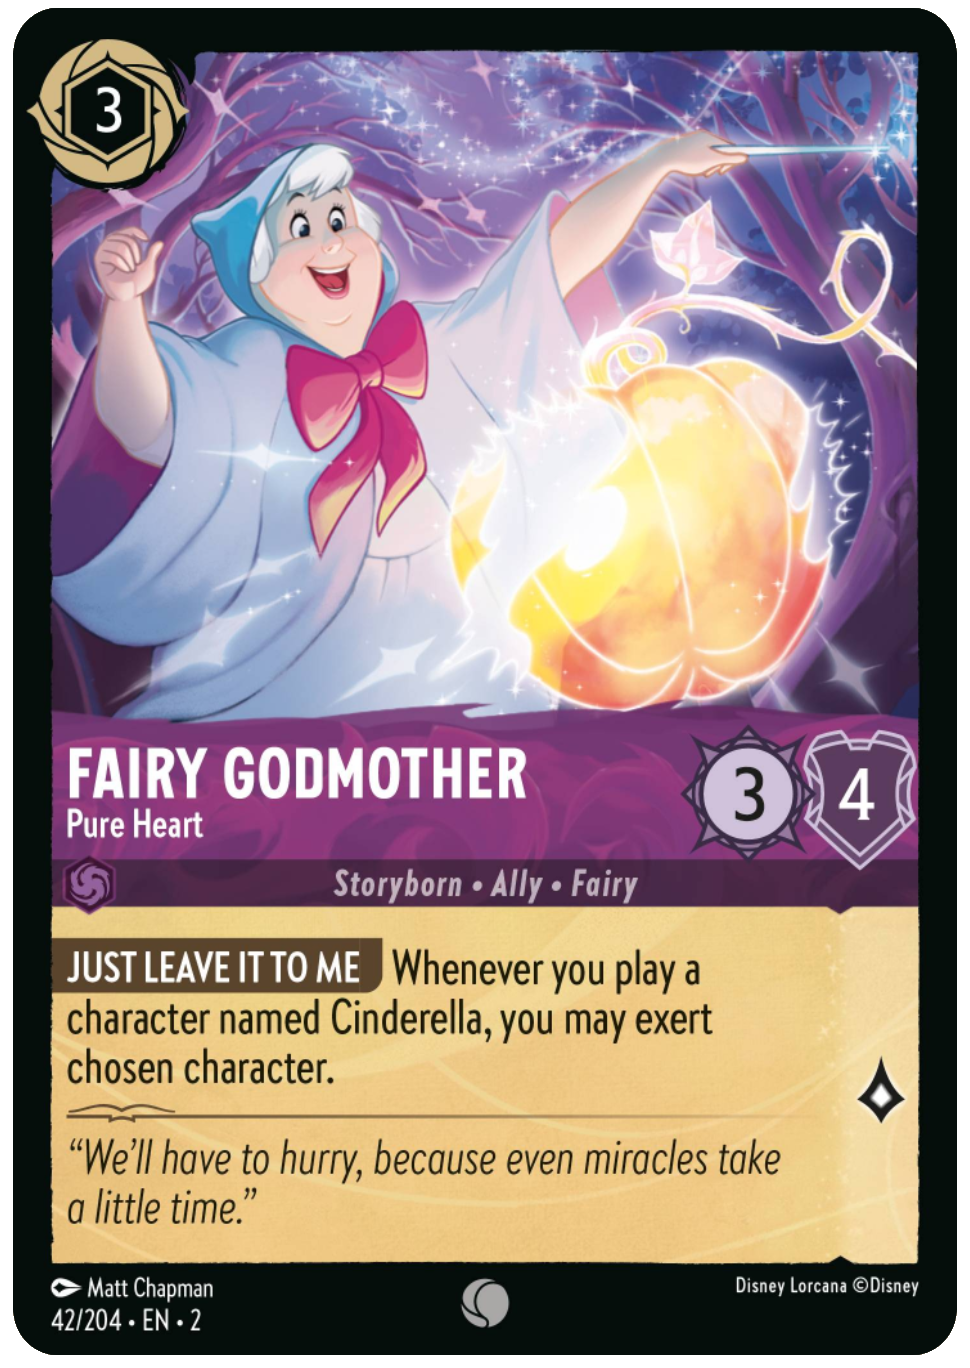 3
FAIRY GODMOTHER
Pure Heart
3
4
Storyborn • Ally • Fairy
JUST LEAVE IT TO ME Whenever you play a
character named Cinderella, you may exert
chosen character.
“We’ll have to hurry, because even miracles take
a little time.”
Matt Chapman
Disney Lorcana ©Disney
42/204 • EN • 2